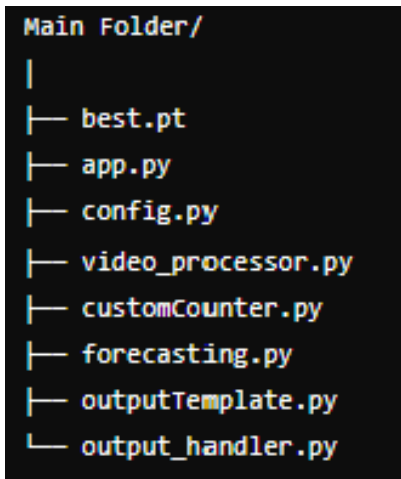 Main Folder/
│
├── best.pt
├── app.py
├── config.py
├── video_processor.py
├── customCounter.py
├── forecasting.py
├── outputTemplate.py
└── output_handler.py